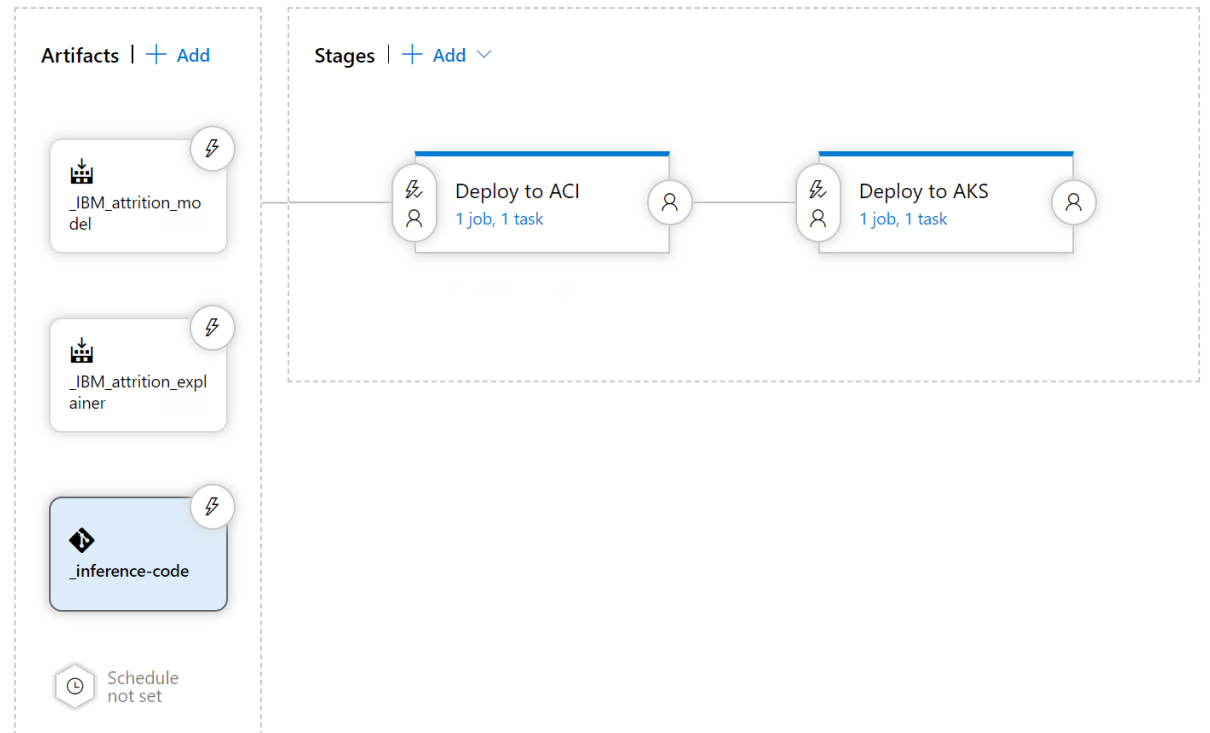 Artifacts | + Add
_IBM_attrition_mo
del
_IBM_attrition_expl
ainer
_inference-code
Schedule
not set
Stages | + Add
Deploy to ACI
1 job, 1 task
Deploy to AKS
1 job, 1 task